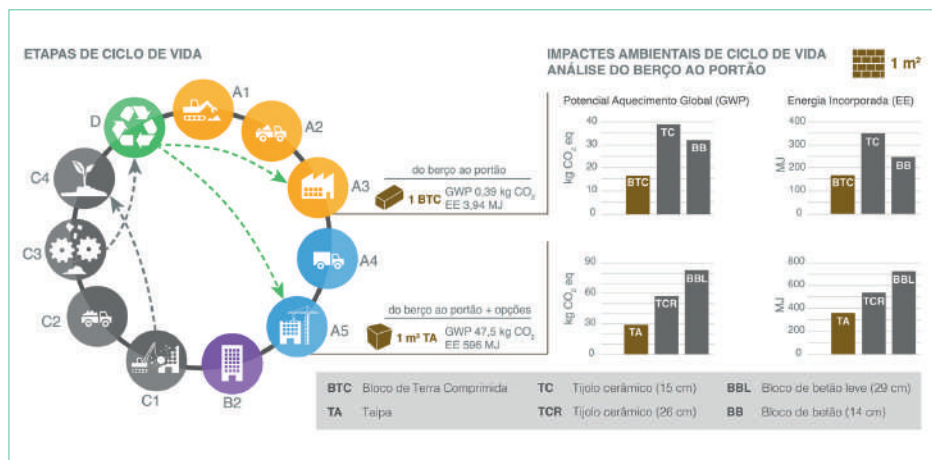 ETAPAS DE CICLO DE VIDA
D
A1
A2
A3
A4
A5
B2
C1
C2
C3
C4
do berço ao portão
1 BTC
GWP 0,39 kg CO₂
EE 3,94 MJ
do berço ao portão + opções
1 m³ TA
GWP 47,5 kg CO₂
EE 596 MJ
IMPACTES AMBIENTAIS DE CICLO DE VIDA
ANÁLISE DO BERÇO AO PORTÃO
1 m²
Potencial Aquecimento Global (GWP)
kg CO₂ eq
40
30
20
10
0
BTC
TC
BB
Energia Incorporada (EE)
MJ
400
300
200
100
0
BTC
TC
BB
kg CO₂ eq
90
60
30
0
TA
TCR
BBL
MJ
800
600
400
200
0
TA
TCR
BBL
BTC Bloco de Terra Comprimida
TC Tijolo cerâmico (15 cm)
BBL Bloco de betão leve (29 cm)
TA Taipa
TCR Tijolo cerâmico (26 cm)
BB Bloco de betão (14 cm)